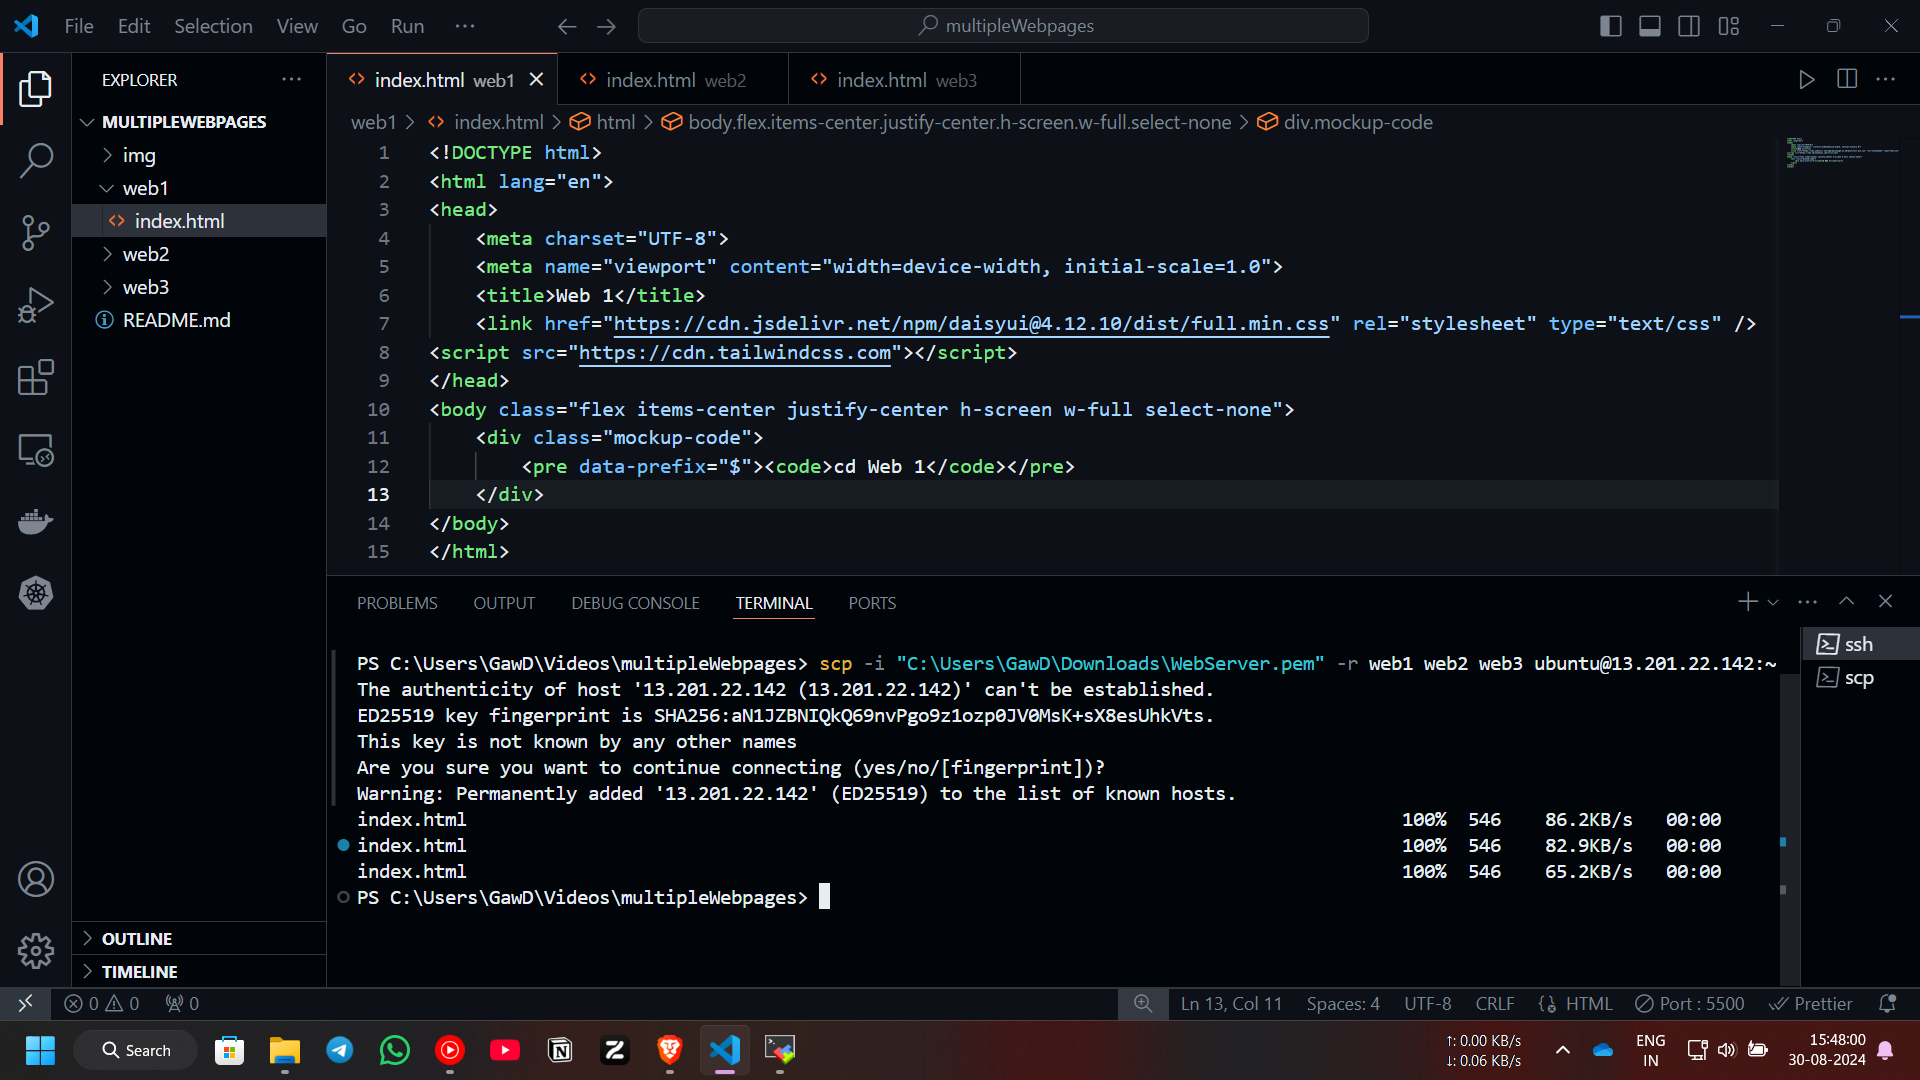 File Edit Selection View Go Run ··· multipleWebpages
EXPLORER
MULTIPLEWEBPAGES
img
web1
index.html
web2
web3
README.md
OUTLINE
TIMELINE
index.html web1 index.html web2 index.html web3
web1 > index.html > html > body.flex.items-center.justify-center.h-screen.w-full.select-none > div.mockup-code
1 <!DOCTYPE html>
2 <html lang="en">
3 <head>
4 <meta charset="UTF-8">
5 <meta name="viewport" content="width=device-width, initial-scale=1.0">
6 <title>Web 1</title>
7 <link href="https://cdn.jsdelivr.net/npm/daisyui@4.12.10/dist/full.min.css" rel="stylesheet" type="text/css" />
8 <script src="https://cdn.tailwindcss.com"></script>
9 </head>
10 <body class="flex items-center justify-center h-screen w-full select-none">
11 <div class="mockup-code">
12 <pre data-prefix="$"><code>cd Web 1</code></pre>
13 </div>
14 </body>
15 </html>
PROBLEMS OUTPUT DEBUG CONSOLE TERMINAL PORTS
PS C:\Users\GawD\Videos\multipleWebpages> scp -i "C:\Users\GawD\Downloads\WebServer.pem" -r web1 web2 web3 ubuntu@13.201.22.142:~
The authenticity of host '13.201.22.142 (13.201.22.142)' can't be established.
ED25519 key fingerprint is SHA256:aN1JZBNIQkQ69nvPgo9z1ozp0JV0MsK+sX8esUhkVts.
This key is not known by any other names
Are you sure you want to continue connecting (yes/no/[fingerprint])?
Warning: Permanently added '13.201.22.142' (ED25519) to the list of known hosts.
index.html 100% 546 86.2KB/s 00:00
index.html 100% 546 82.9KB/s 00:00
index.html 100% 546 65.2KB/s 00:00
PS C:\Users\GawD\Videos\multipleWebpages>
ssh
scp
0 0 0 Ln 13, Col 11 Spaces: 4 UTF-8 CRLF HTML Port : 5500 Prettier
Search
↑: 0.00 KB/s
↓: 0.06 KB/s
ENG
IN
15:48:00
30-08-2024